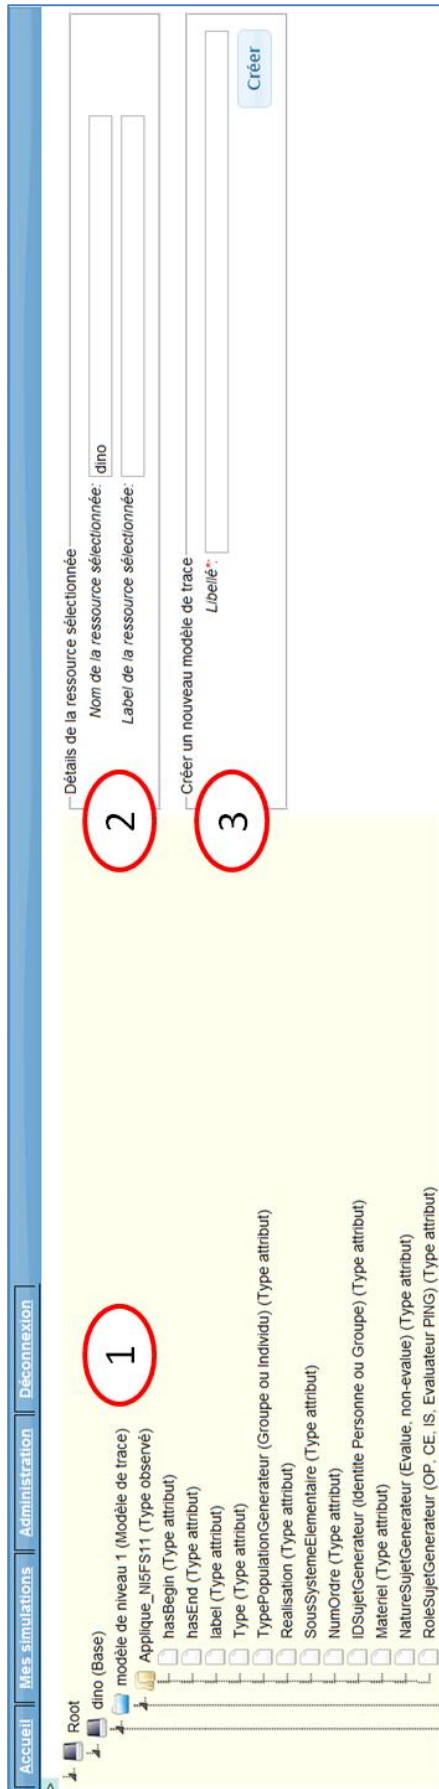 Accueil Mes simulations Administration Déconnexion
>
Root
dino (Base)
modèle de niveau 1 (Modèle de trace)
Applique_NI5FS11 (Type observé)
hasBegin (Type attribut)
hasEnd (Type attribut)
label (Type attribut)
Type (Type attribut)
TypePopulationGenerateur (Groupe ou Individu) (Type attribut)
Realisation (Type attribut)
SousSystemeElementaire (Type attribut)
NumOrdre (Type attribut)
IDSujetGenerateur (Identite Personne ou Groupe) (Type attribut)
Materiel (Type attribut)
NatureSujetGenerateur (Evalue, non-evalue) (Type attribut)
RoleSujetGenerateur (OP, CE, IS, Evaluateur PING) (Type attribut)
1
Détails de la ressource sélectionnée
Nom de la ressource sélectionnée: dino
Label de la ressource sélectionnée:
2
Créer un nouveau modèle de trace
Libellé*:
Créer
3